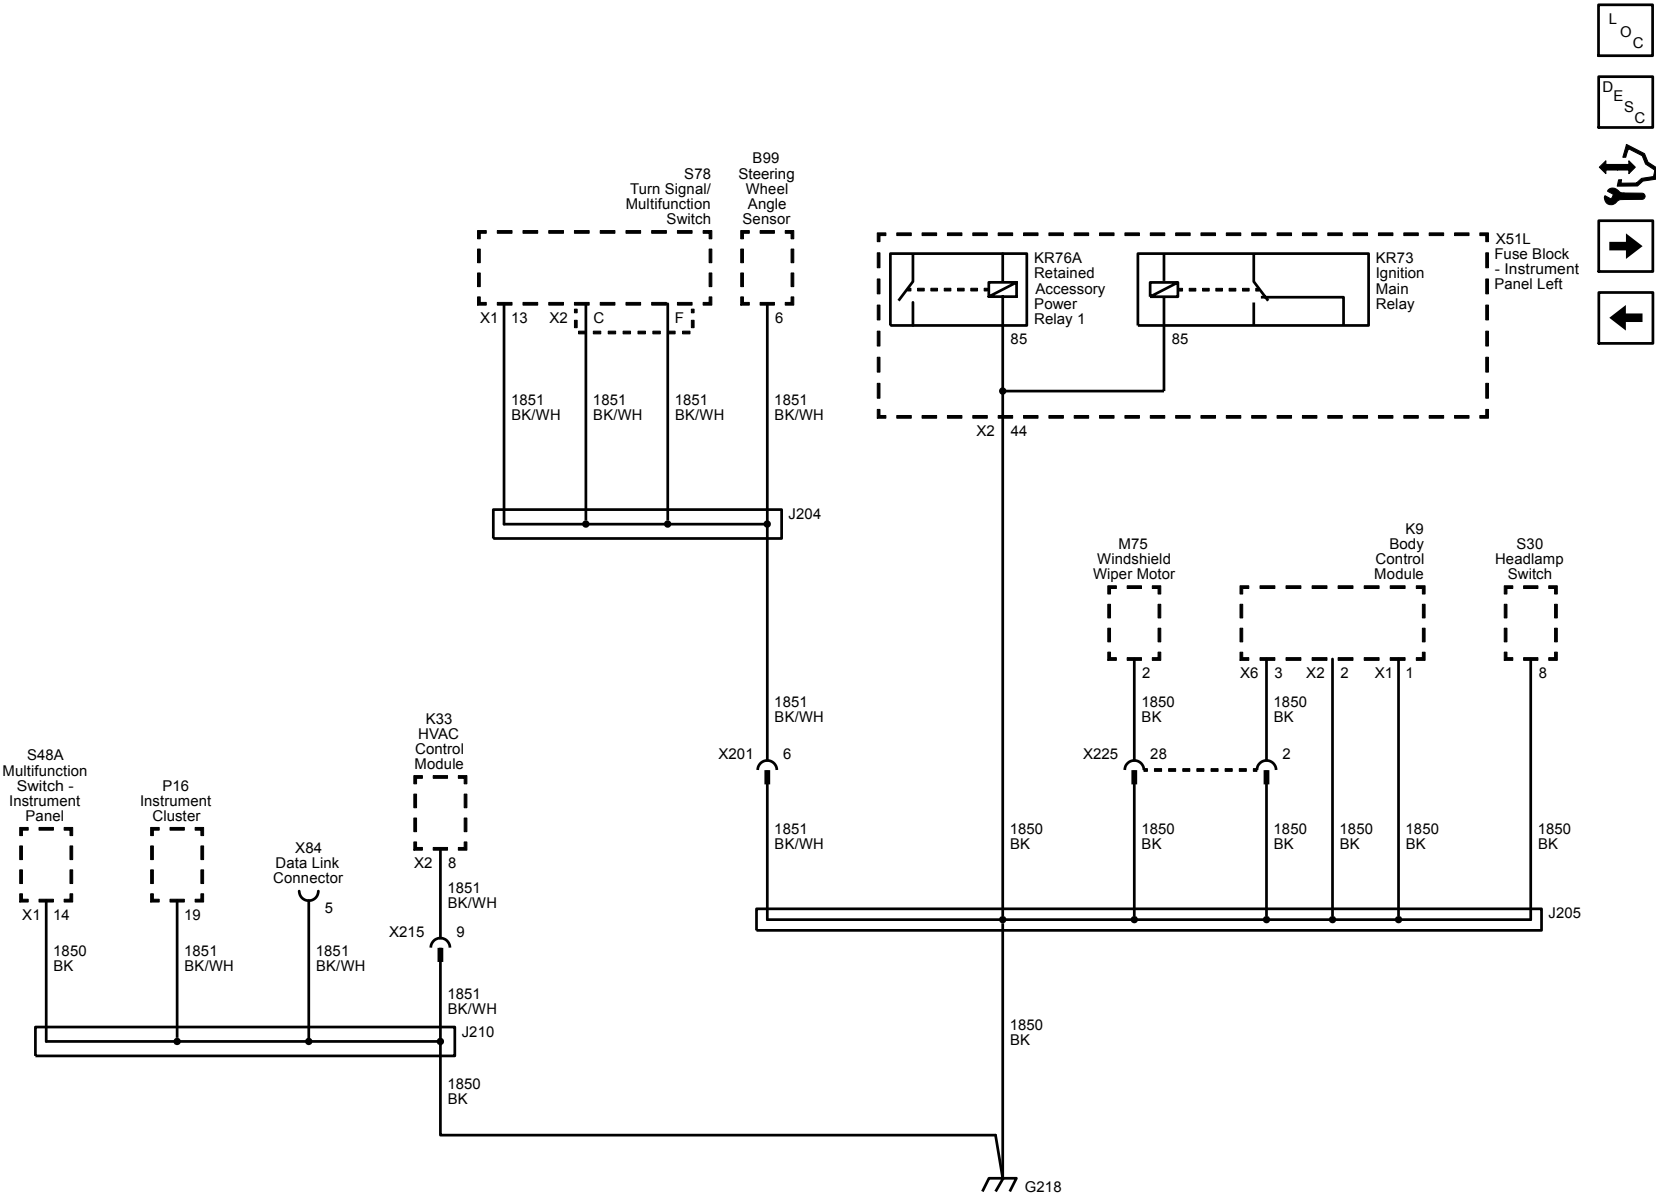 L
O
C
D
E
S
C
S78
Turn Signal/
Multifunction
Switch
B99
Steering
Wheel
Angle
Sensor
X51L
Fuse Block
- Instrument
Panel Left
KR76A
Retained
Accessory
Power
Relay 1
KR73
Ignition
Main
Relay
X1 13
X2 C
F
6
85
85
1851
BK/WH
1851
BK/WH
1851
BK/WH
1851
BK/WH
X2 44
J204
M75
Windshield
Wiper Motor
K9
Body
Control
Module
S30
Headlamp
Switch
2
X6 3
X2 2
X1 1
8
1851
BK/WH
1850
BK
1850
BK
X201 6
X225 28
2
K33
HVAC
Control
Module
S48A
Multifunction
Switch -
Instrument
Panel
P16
Instrument
Cluster
X84
Data Link
Connector
1851
BK/WH
1850
BK
1850
BK
1850
BK
1850
BK
1850
BK
1850
BK
X2 8
1851
BK/WH
X1 14
19
5
X215 9
J205
1850
BK
1851
BK/WH
1851
BK/WH
1851
BK/WH
J210
1850
BK
1850
BK
G218